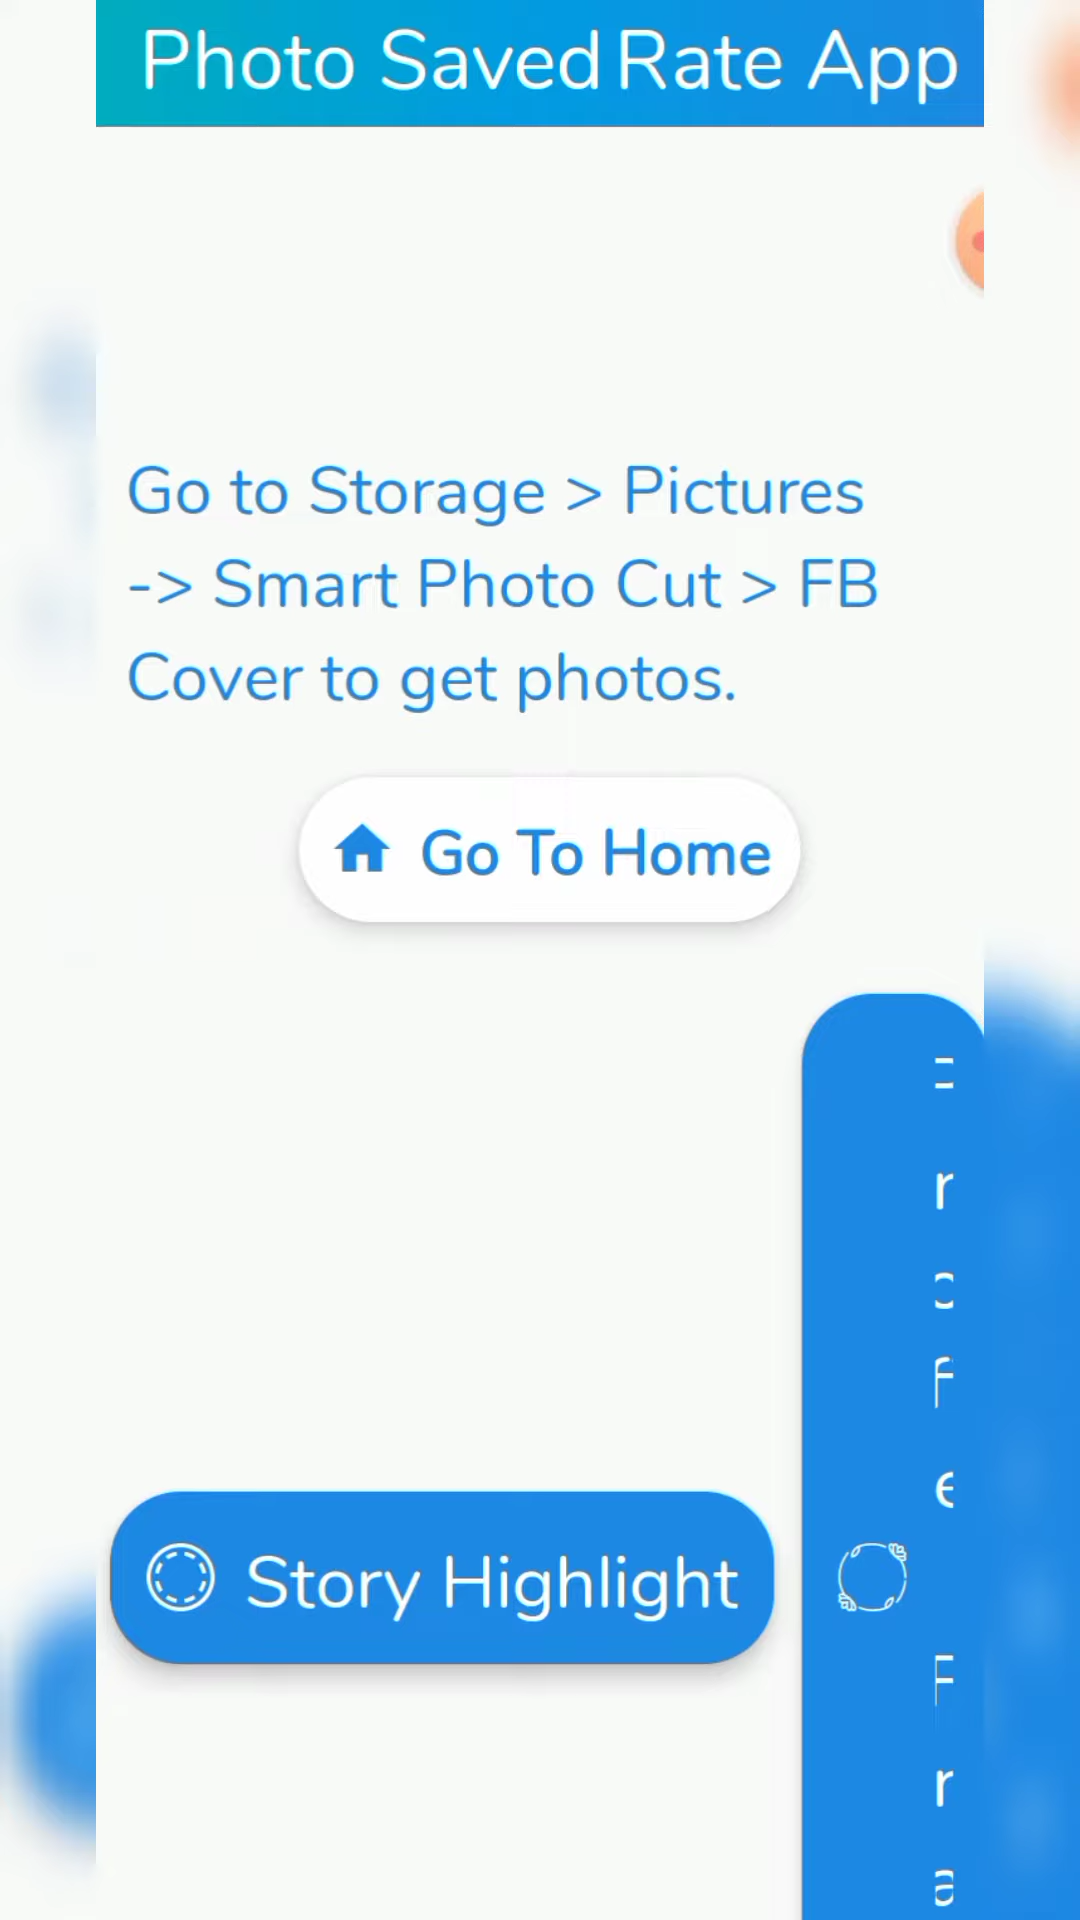 Photo Saved Rate App
Go to Storage > Pictures
-> Smart Photo Cut > FB
Cover to get photos.
Go To Home
Story Highlight